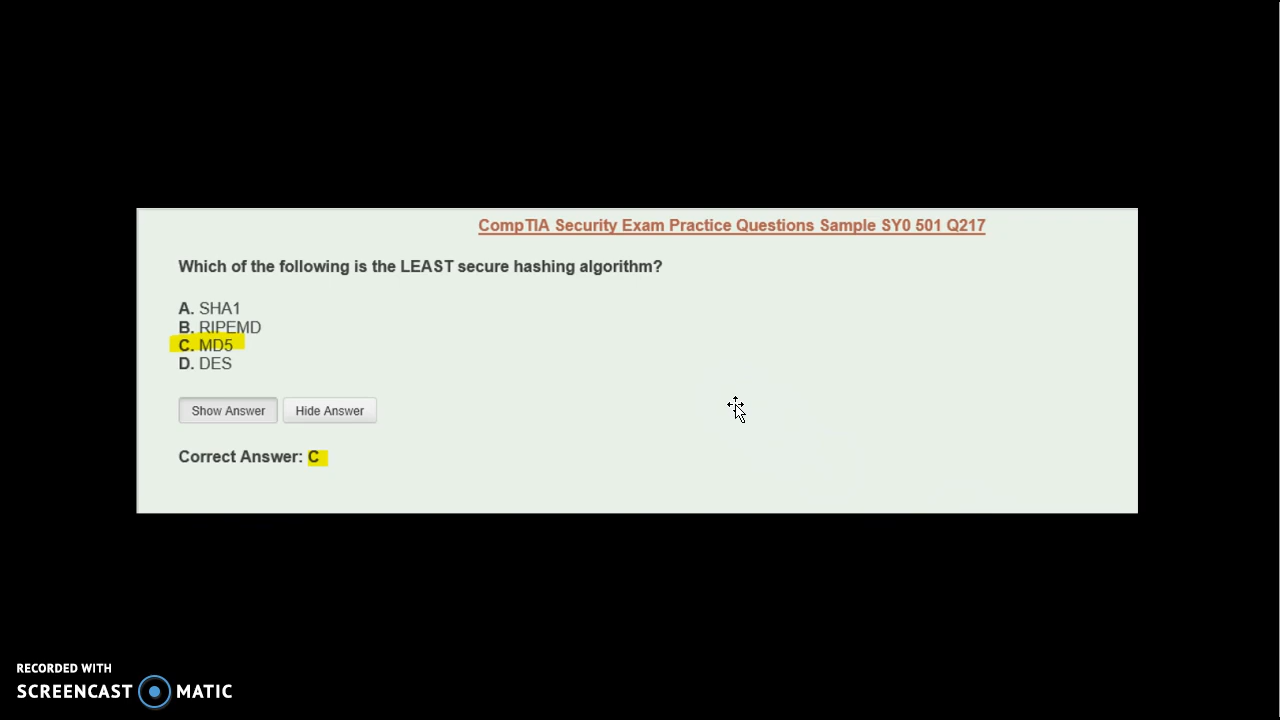 CompTIA Security Exam Practice Questions Sample SY0 501 Q217
Which of the following is the LEAST secure hashing algorithm?
A. SHA1
B. RIPEMD
C. MD5
D. DES
Show Answer Hide Answer
Correct Answer: C
RECORDED WITH
SCREENCAST MATIC